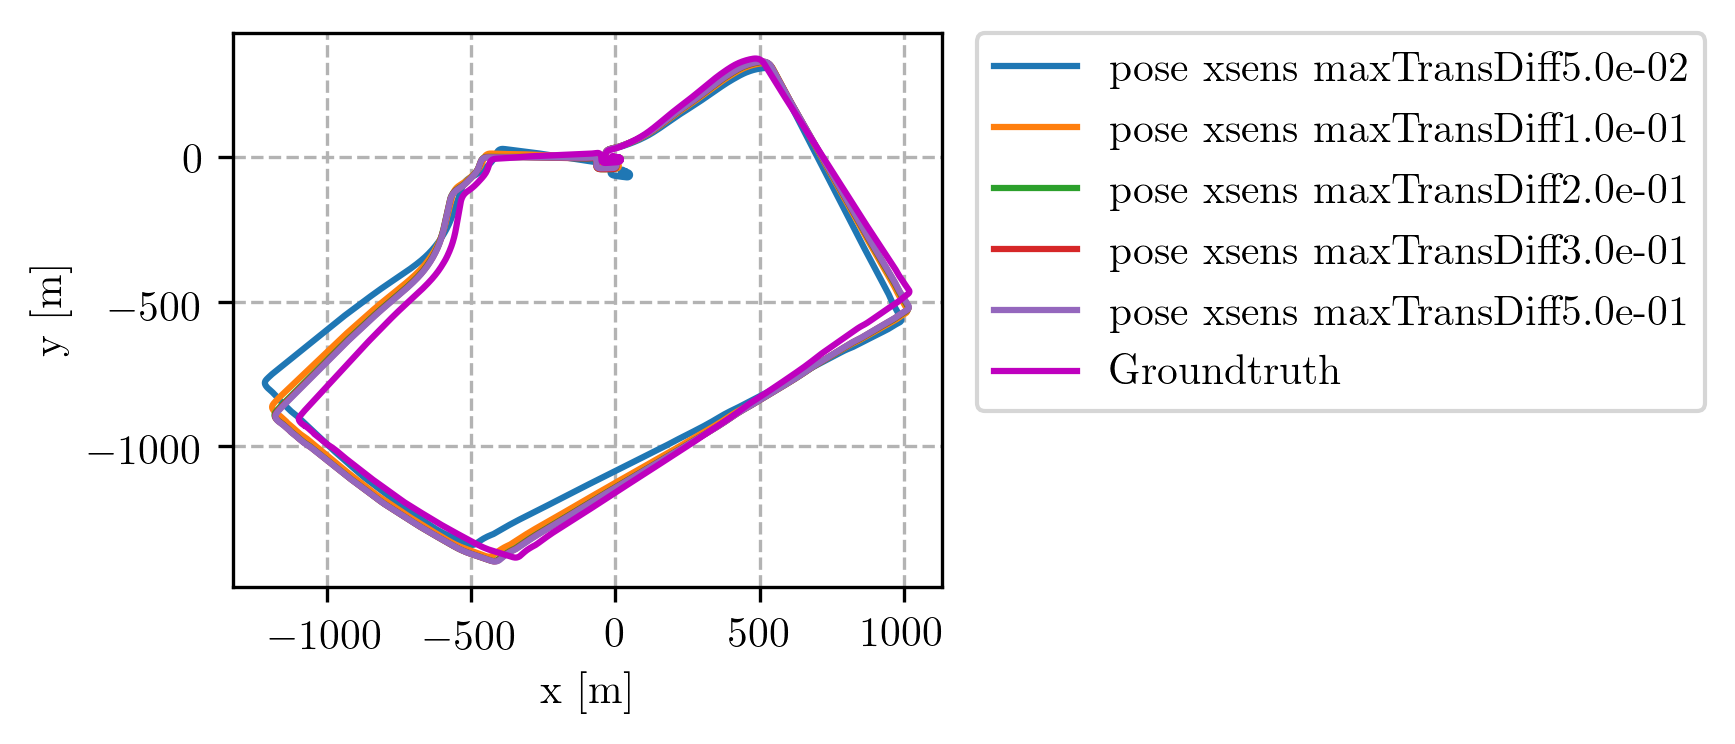 0
−500
−1000
y [m]
−1000
−500
0
500
1000
x [m]
pose xsens maxTransDiff5.0e-02
pose xsens maxTransDiff1.0e-01
pose xsens maxTransDiff2.0e-01
pose xsens maxTransDiff3.0e-01
pose xsens maxTransDiff5.0e-01
Groundtruth